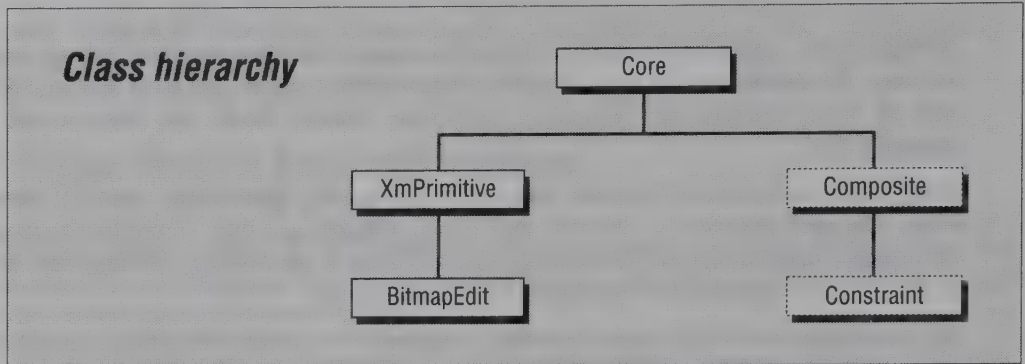 Class hierarchy
Core
XmPrimitive
Composite
BitmapEdit
Constraint